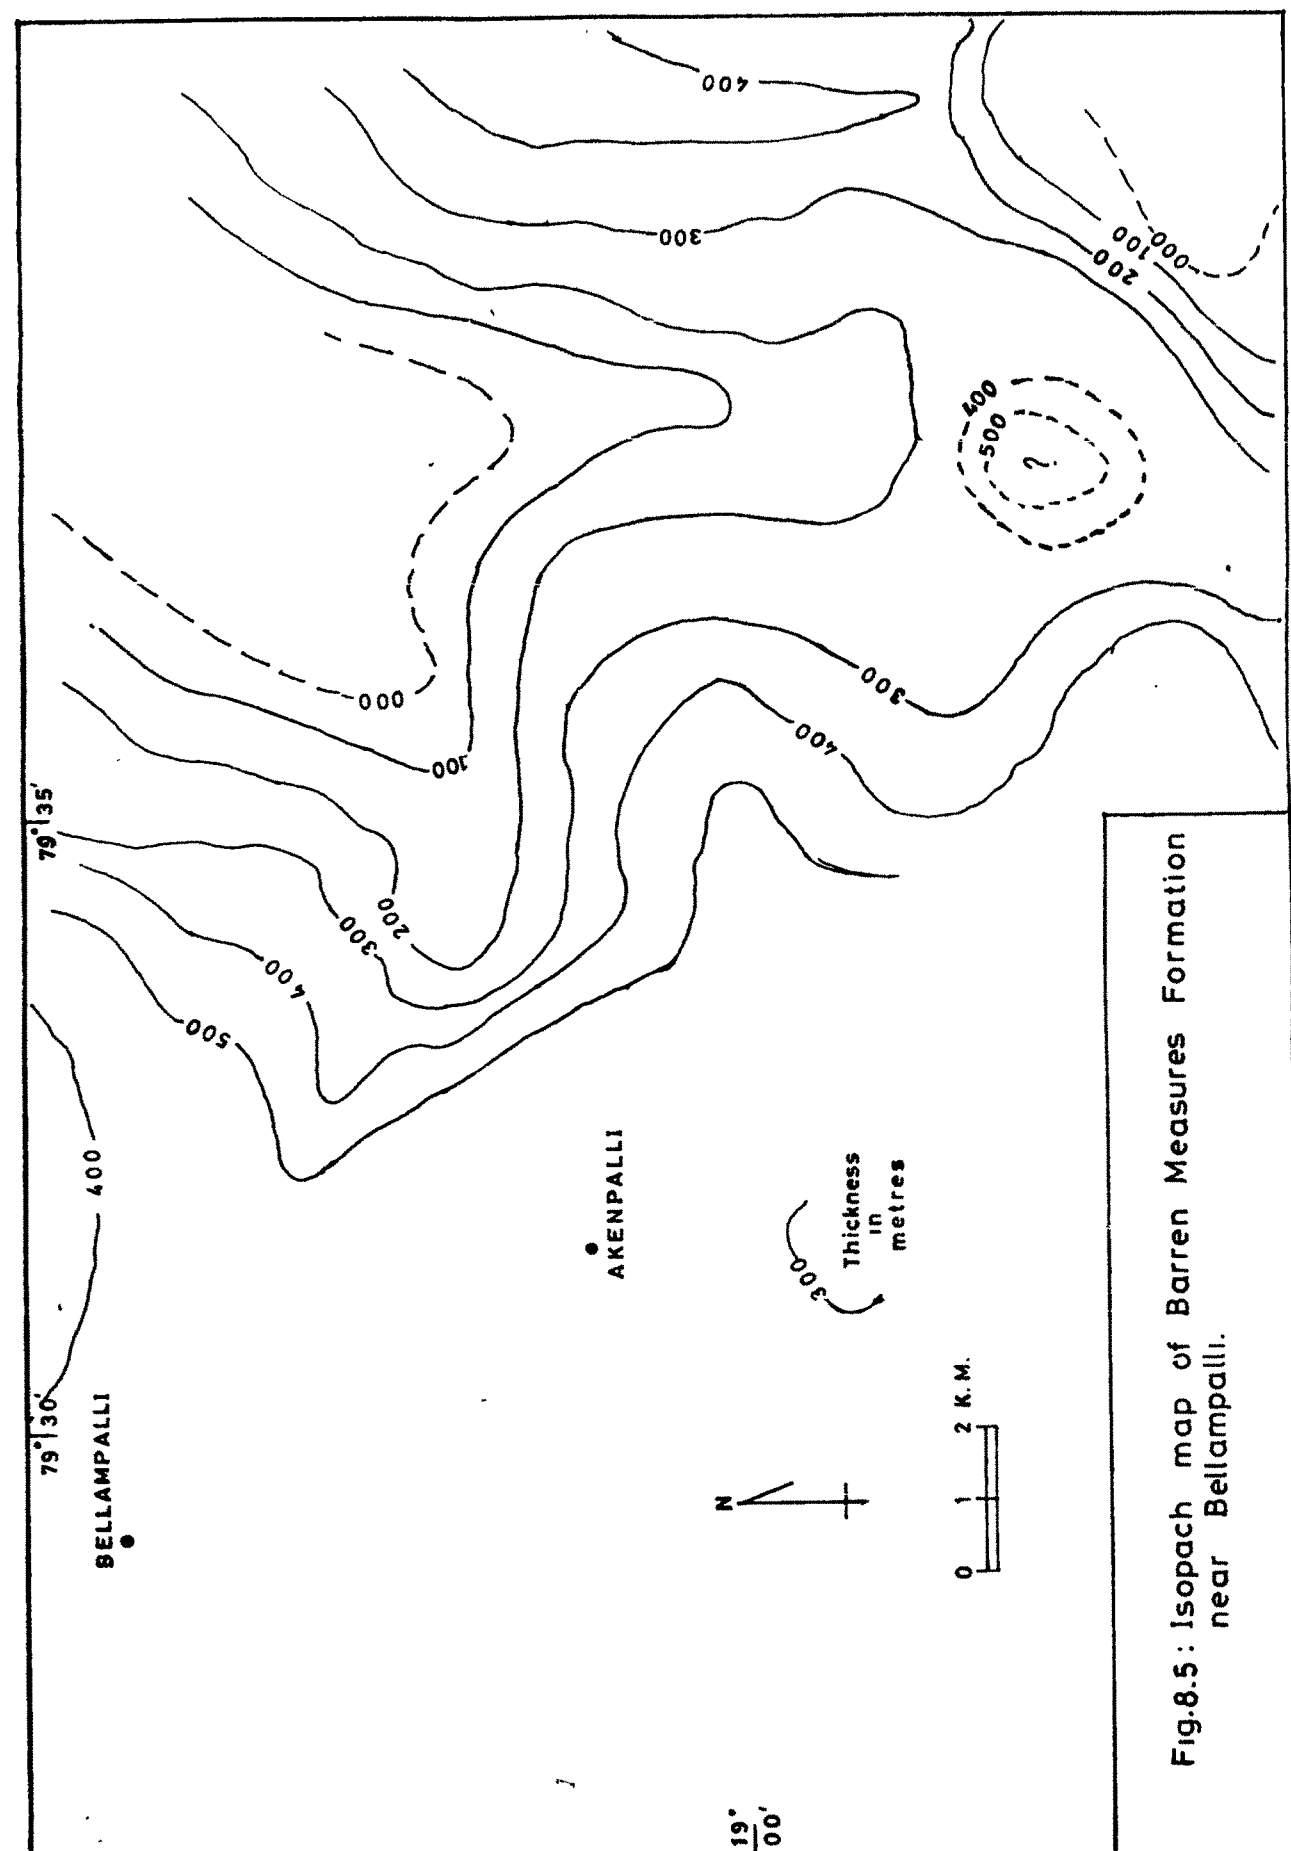 79° 30'
79° 35'
BELLAMPALLI
400
500
400
300
200
100
000
300
400
400
300
200
100
000
400
500
?
AKENPALLI
19°
00'
N
300
Thickness
in
metres
0 1 2 K.M.
Fig.8.5: Isopach map of Barren Measures Formation
near Bellampalli.